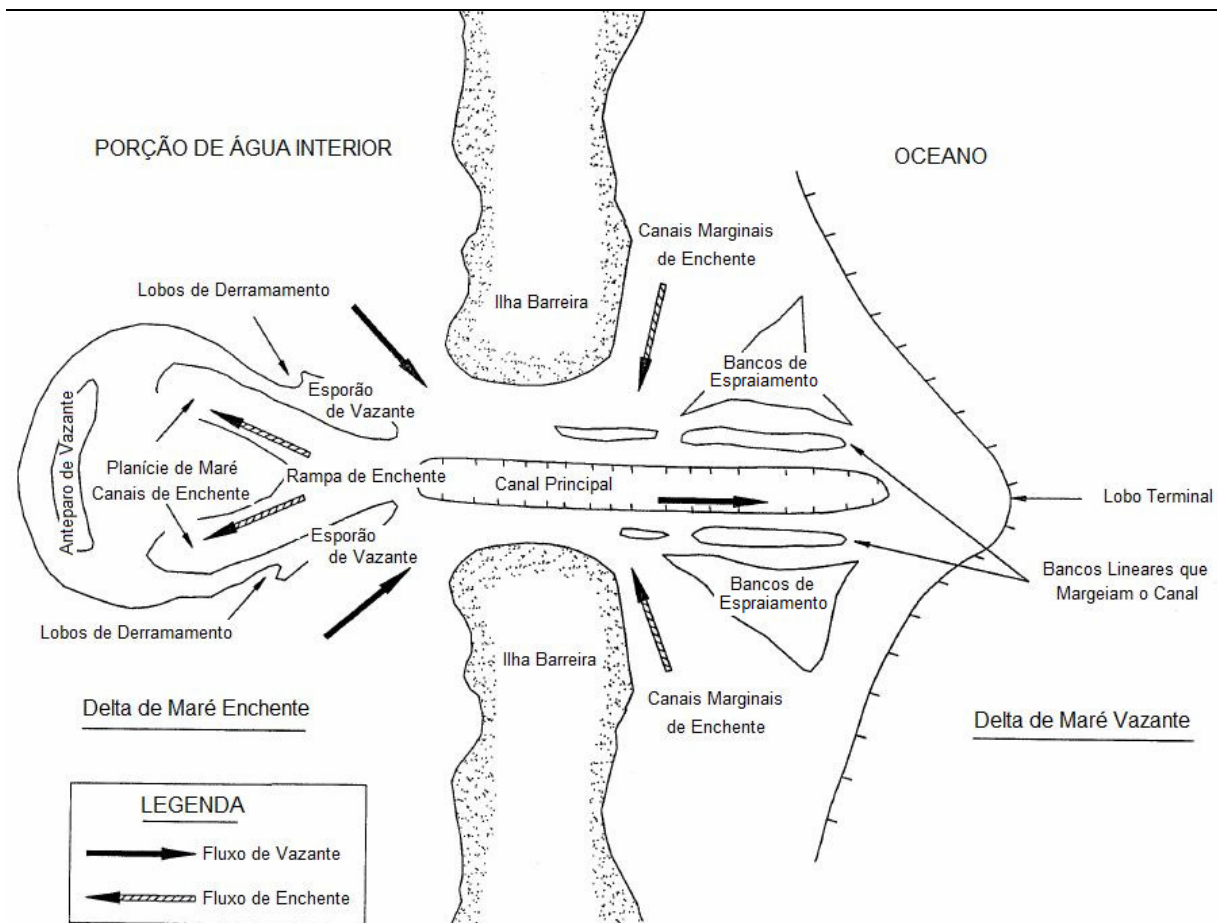 PORÇÃO DE ÁGUA INTERIOR
OCEANO
Canais Marginais
de Enchente
Lobos de Derramamento
Ilha Barreira
Bancos de
Espraiamento
Esporão
de Vazante
Anteparo de Vazante
Planície de Maré
Canais de Enchente
Rampa de Enchente
Canal Principal
Lobo Terminal
Esporão
de Vazante
Bancos de
Espraiamento
Bancos Lineares que
Margeiam o Canal
Lobos de Derramamento
Ilha Barreira
Canais Marginais
de Enchente
Delta de Maré Enchente
Delta de Maré Vazante
LEGENDA
Fluxo de Vazante
Fluxo de Enchente